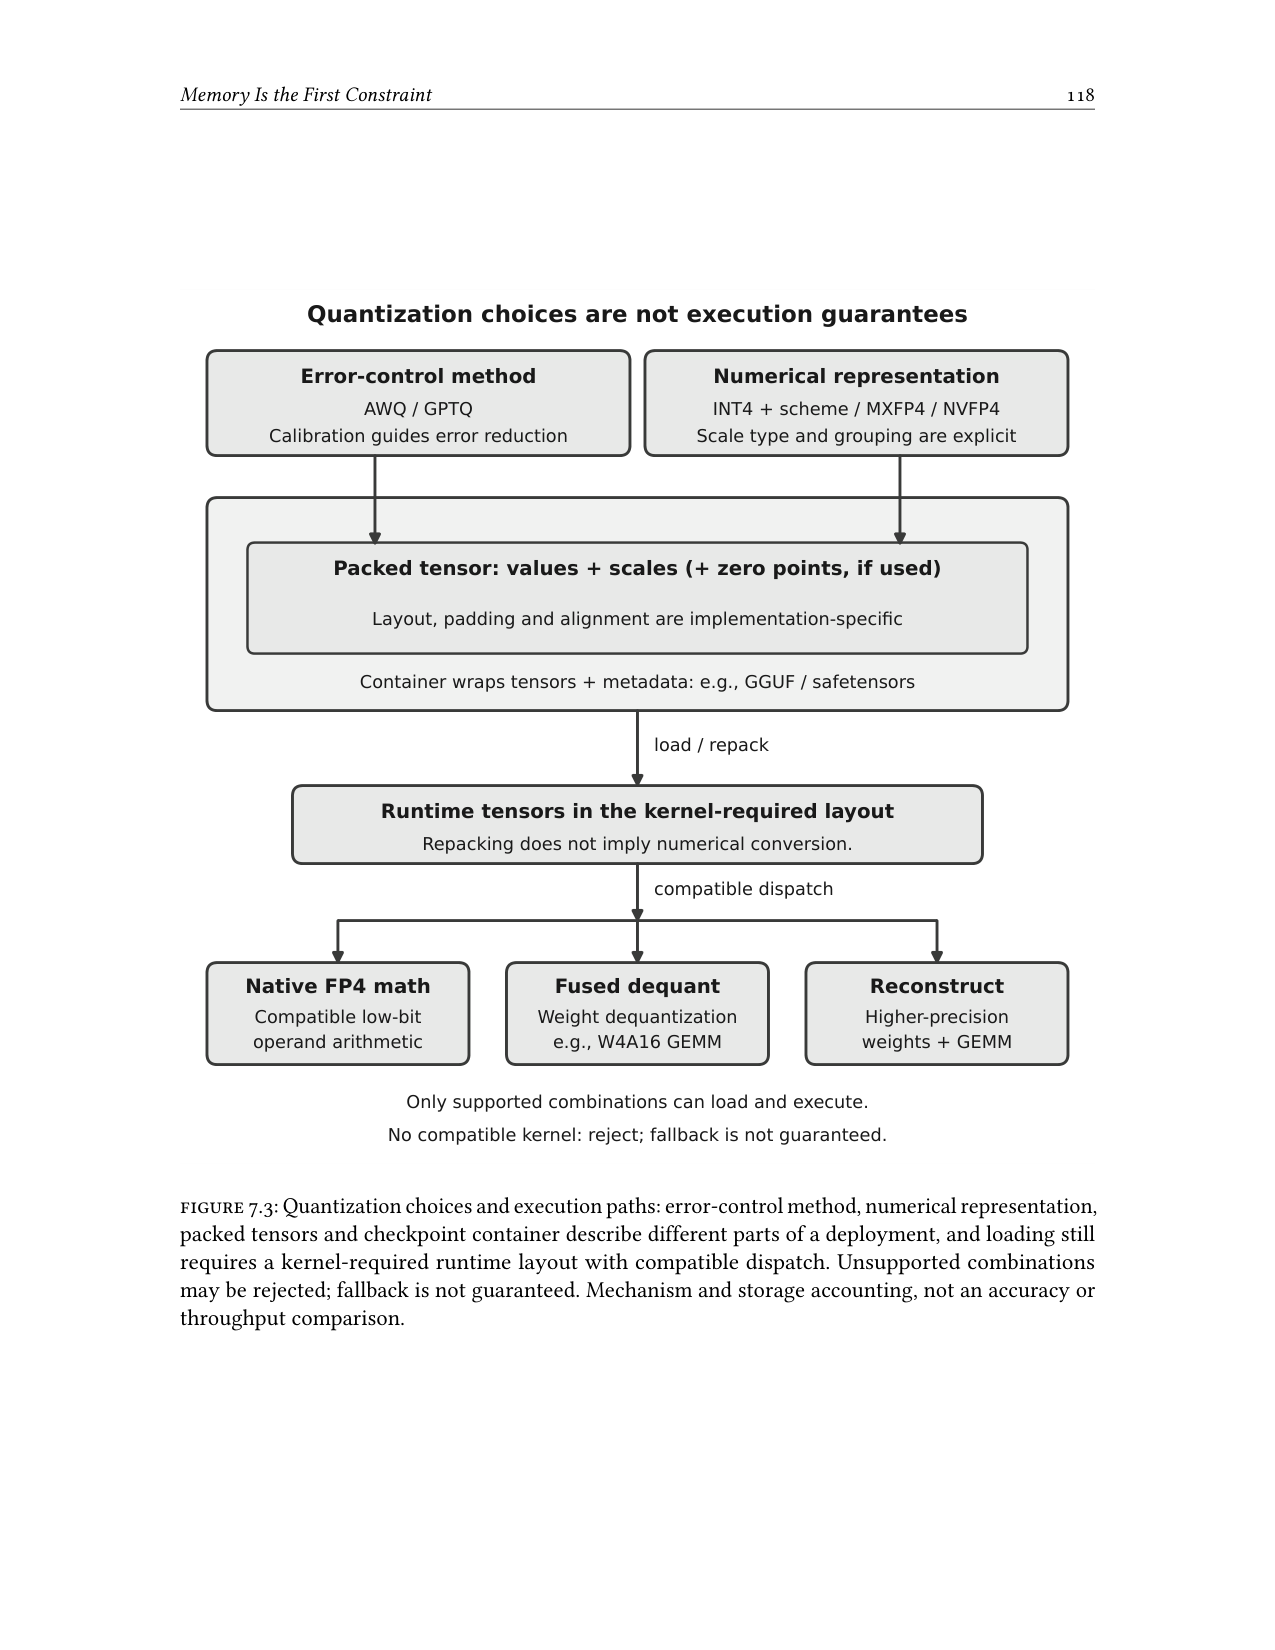 Memory Is the First Constraint 118
Quantization choices are not execution guarantees
Error-control method
AWQ / GPTQ
Calibration guides error reduction
Numerical representation
INT4 + scheme / MXFP4 / NVFP4
Scale type and grouping are explicit
Packed tensor: values + scales (+ zero points, if used)
Layout, padding and alignment are implementation-specific
Container wraps tensors + metadata: e.g., GGUF / safetensors
load / repack
Runtime tensors in the kernel-required layout
Repacking does not imply numerical conversion.
compatible dispatch
Native FP4 math
Compatible low-bit
operand arithmetic
Fused dequant
Weight dequantization
e.g., W4A16 GEMM
Reconstruct
Higher-precision
weights + GEMM
Only supported combinations can load and execute.
No compatible kernel: reject; fallback is not guaranteed.
FIGURE 7.3: Quantization choices and execution paths: error-control method, numerical representation,
packed tensors and checkpoint container describe different parts of a deployment, and loading still
requires a kernel-required runtime layout with compatible dispatch. Unsupported combinations
may be rejected; fallback is not guaranteed. Mechanism and storage accounting, not an accuracy or
throughput comparison.